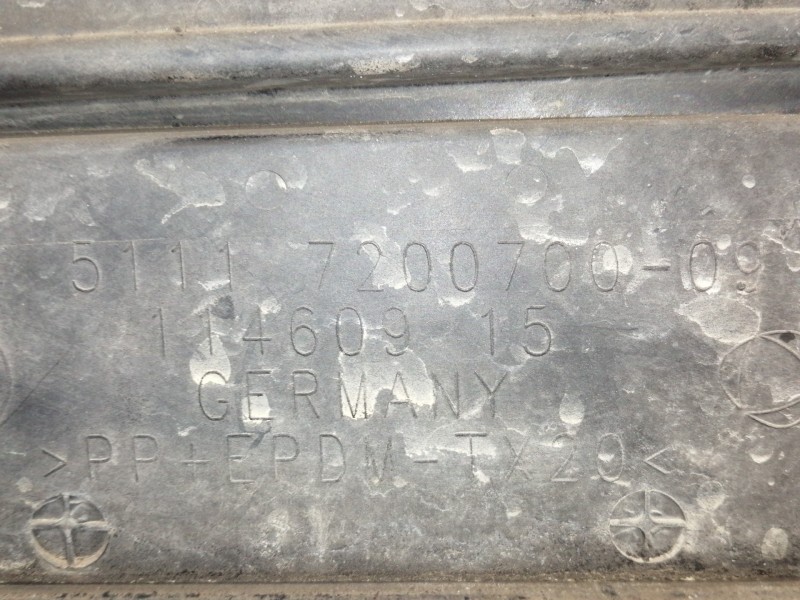 5111 7200700-09
114609 15
GERMANY
>PP+EPDM-TX20<